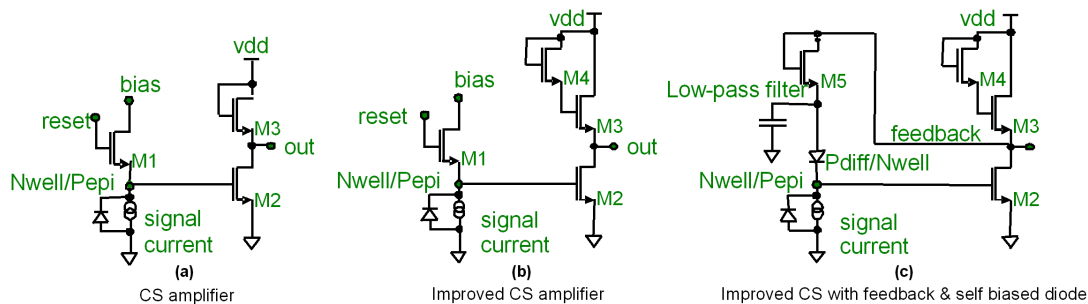 vdd
bias
reset
M3
M1
out
Nwell/Pepi
M2
signal
current
(a)
CS amplifier
vdd
M4
bias
reset
M3
M1
out
Nwell/Pepi
M2
signal
current
(b)
Improved CS amplifier
vdd
M5
M4
Low-pass filter
M3
feedback
Pdiff/Nwell
Nwell/Pepi
M2
signal
current
(c)
Improved CS with feedback & self biased diode